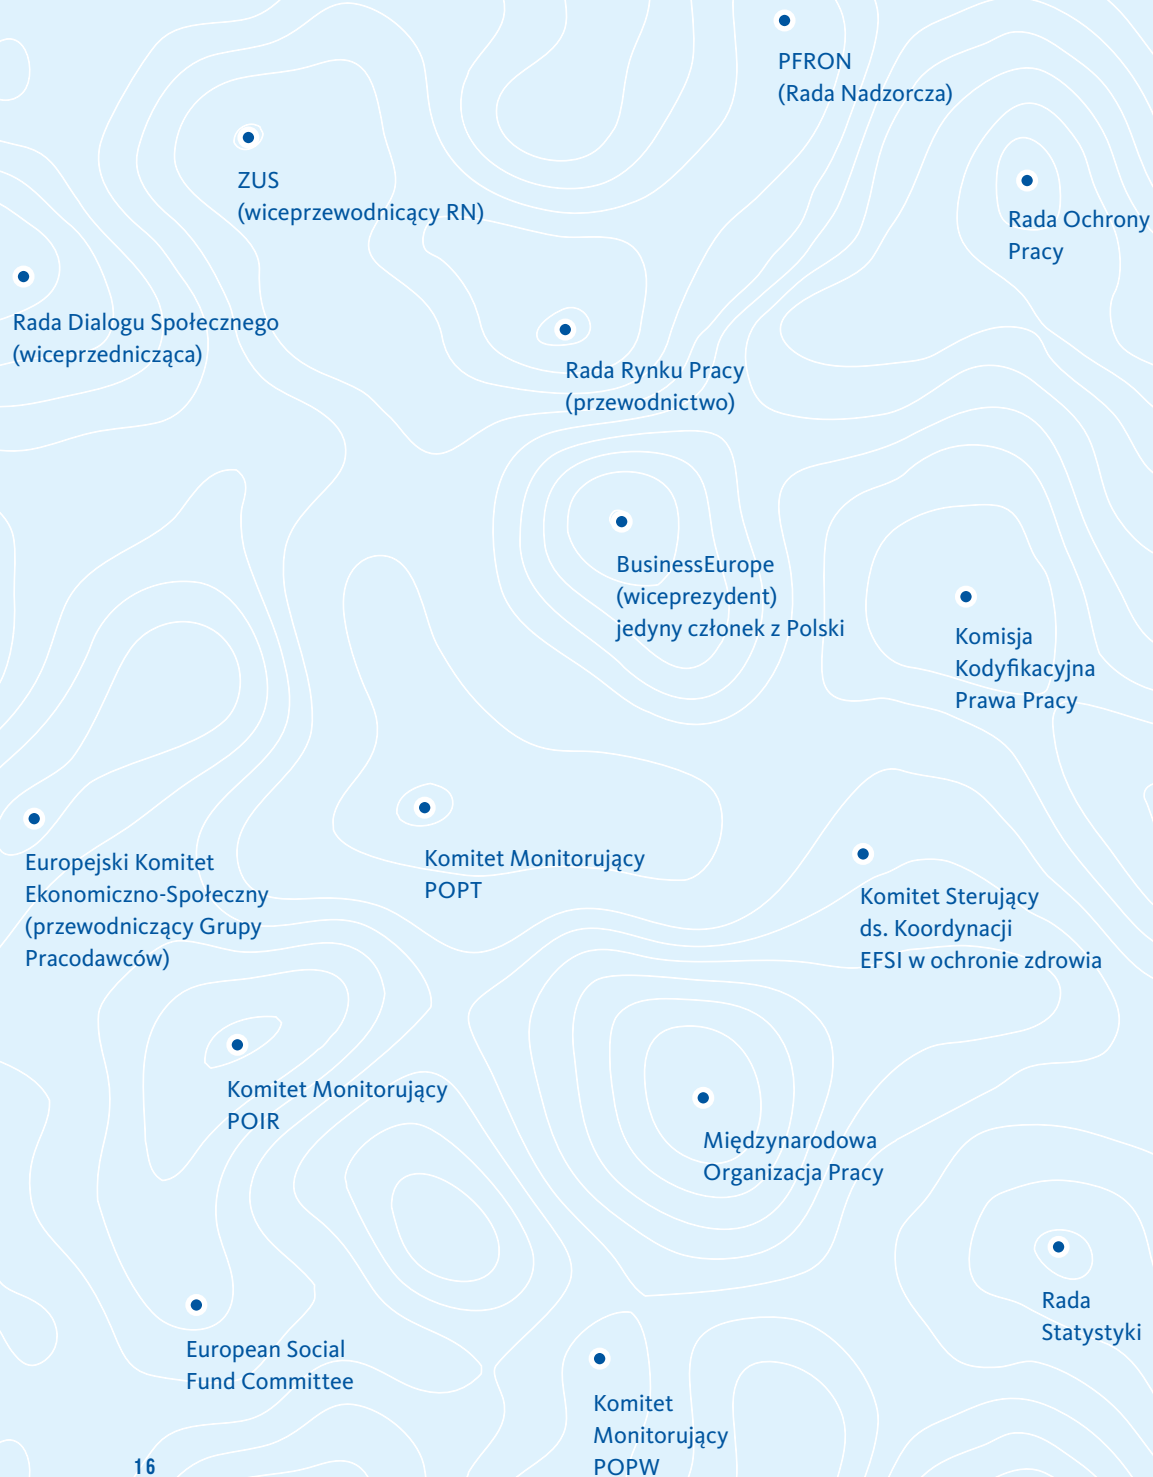 PFRON
(Rada Nadzorcza)
ZUS
(wiceprzewodnicący RN)
Rada Ochrony
Pracy
Rada Dialogu Społecznego
(wiceprzednicząca)
Rada Rynku Pracy
(przewodnictwo)
BusinessEurope
(wiceprezydent)
jedyny członek z Polski
Komisja
Kodyfikacyjna
Prawa Pracy
Europejski Komitet
Ekonomiczno-Społeczny
(przewodniczący Grupy
Pracodawców)
Komitet Monitorujący
POPT
Komitet Sterujący
ds. Koordynacji
EFSI w ochronie zdrowia
Komitet Monitorujący
POIR
Międzynarodowa
Organizacja Pracy
Rada
Statystyki
European Social
Fund Committee
Komitet
Monitorujący
POPW
16